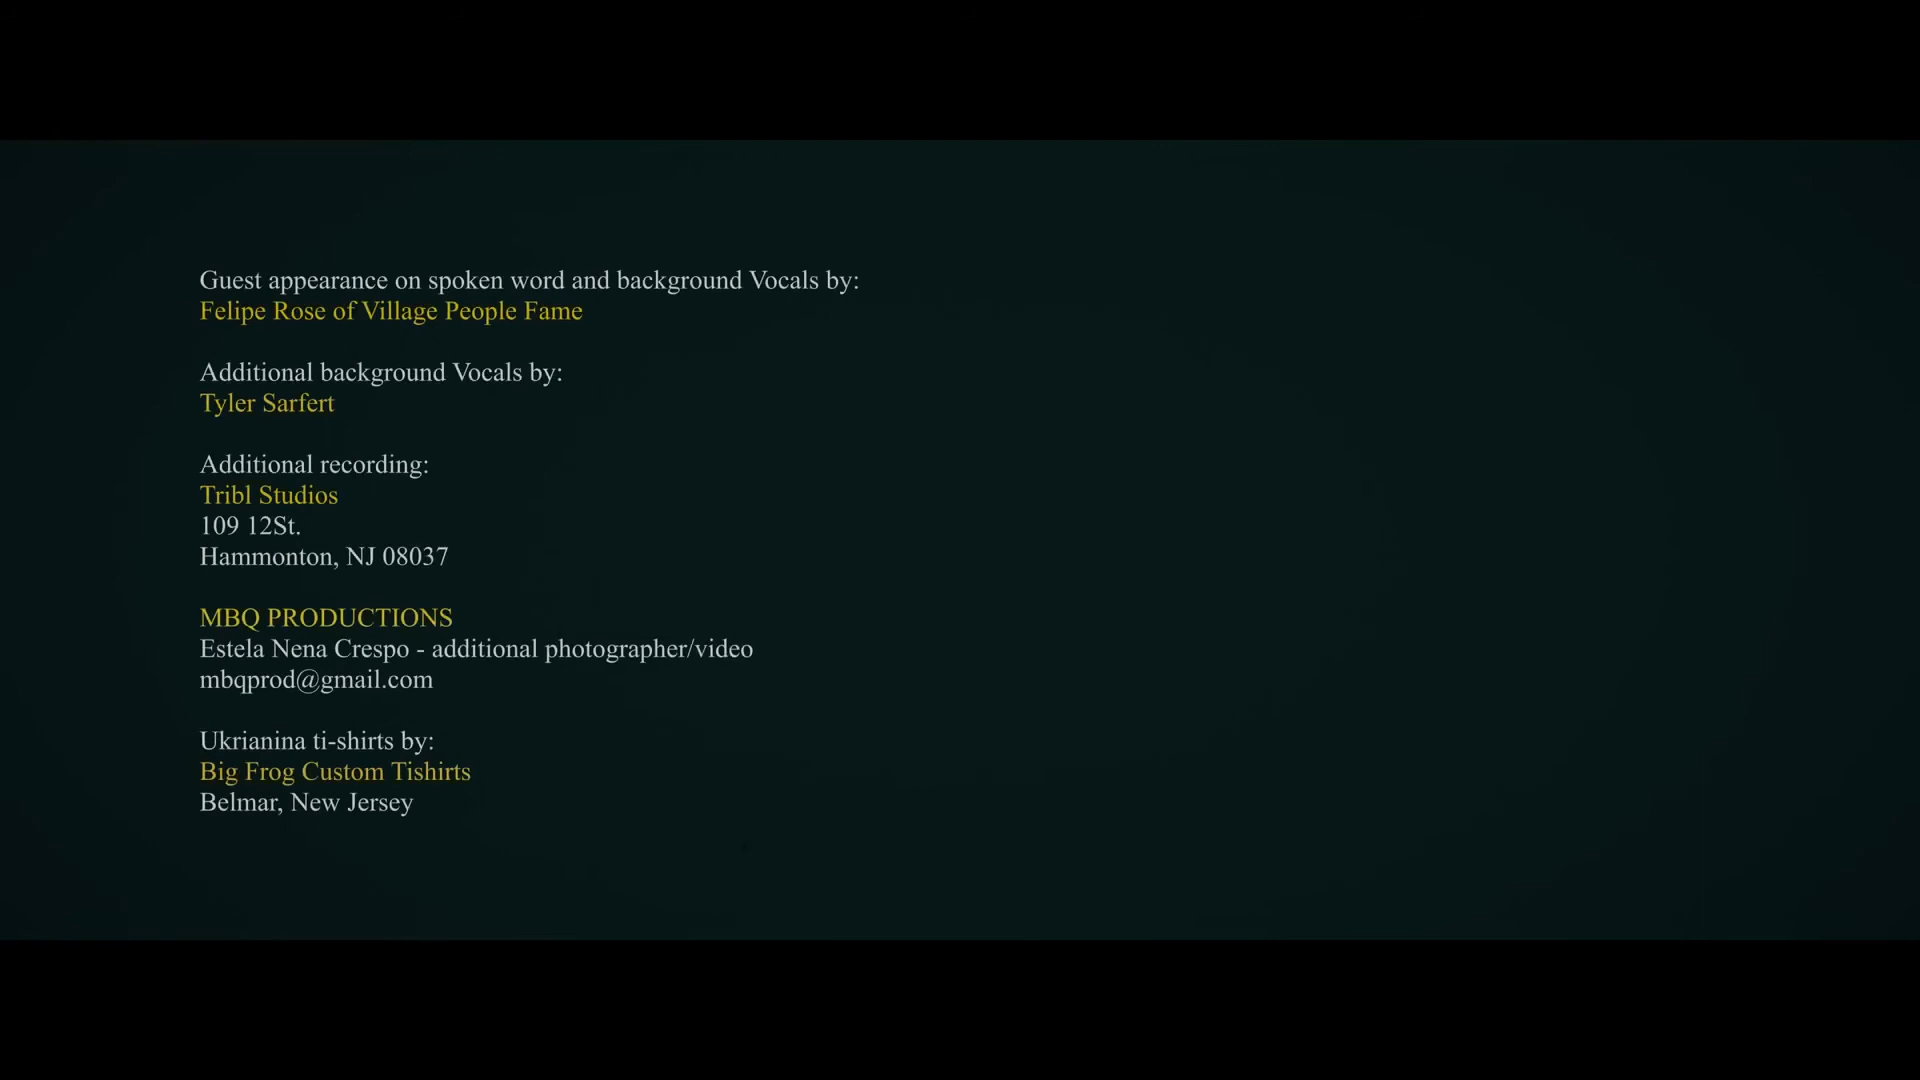 Guest appearance on spoken word and background Vocals by:
Felipe Rose of Village People Fame
Additional background Vocals by:
Tyler Sarfert
Additional recording:
Tribl Studios
109 12St.
Hammonton, NJ 08037
MBQ PRODUCTIONS
Estela Nena Crespo - additional photographer/video
mbqprod@gmail.com
Ukrianina ti-shirts by:
Big Frog Custom Tishirts
Belmar, New Jersey